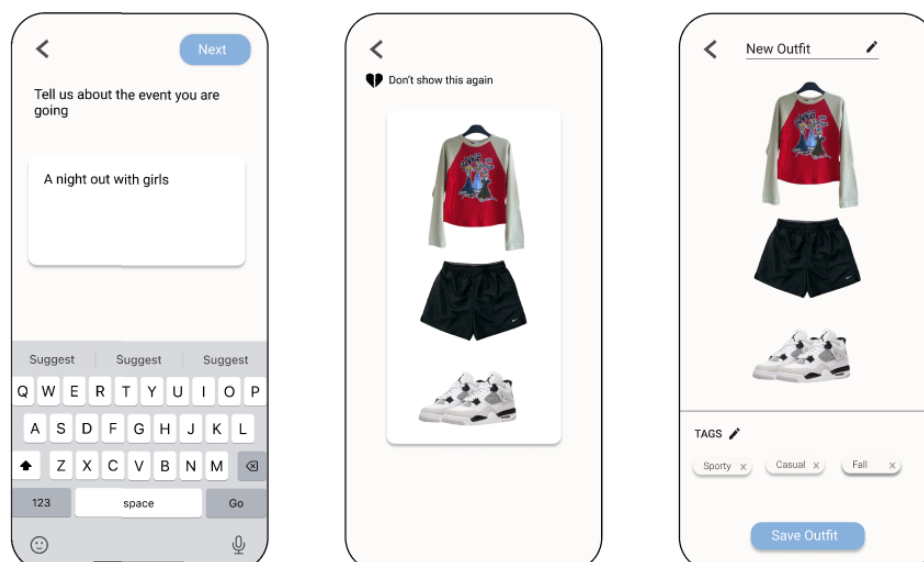 Next
Tell us about the event you are
going
A night out with girls
Suggest Suggest Suggest
Q W E R T Y U I O P
A S D F G H J K L
Z X C V B N M
123 space Go
Don't show this again
New Outfit
TAGS
Sporty x Casual x Fall x
Save Outfit